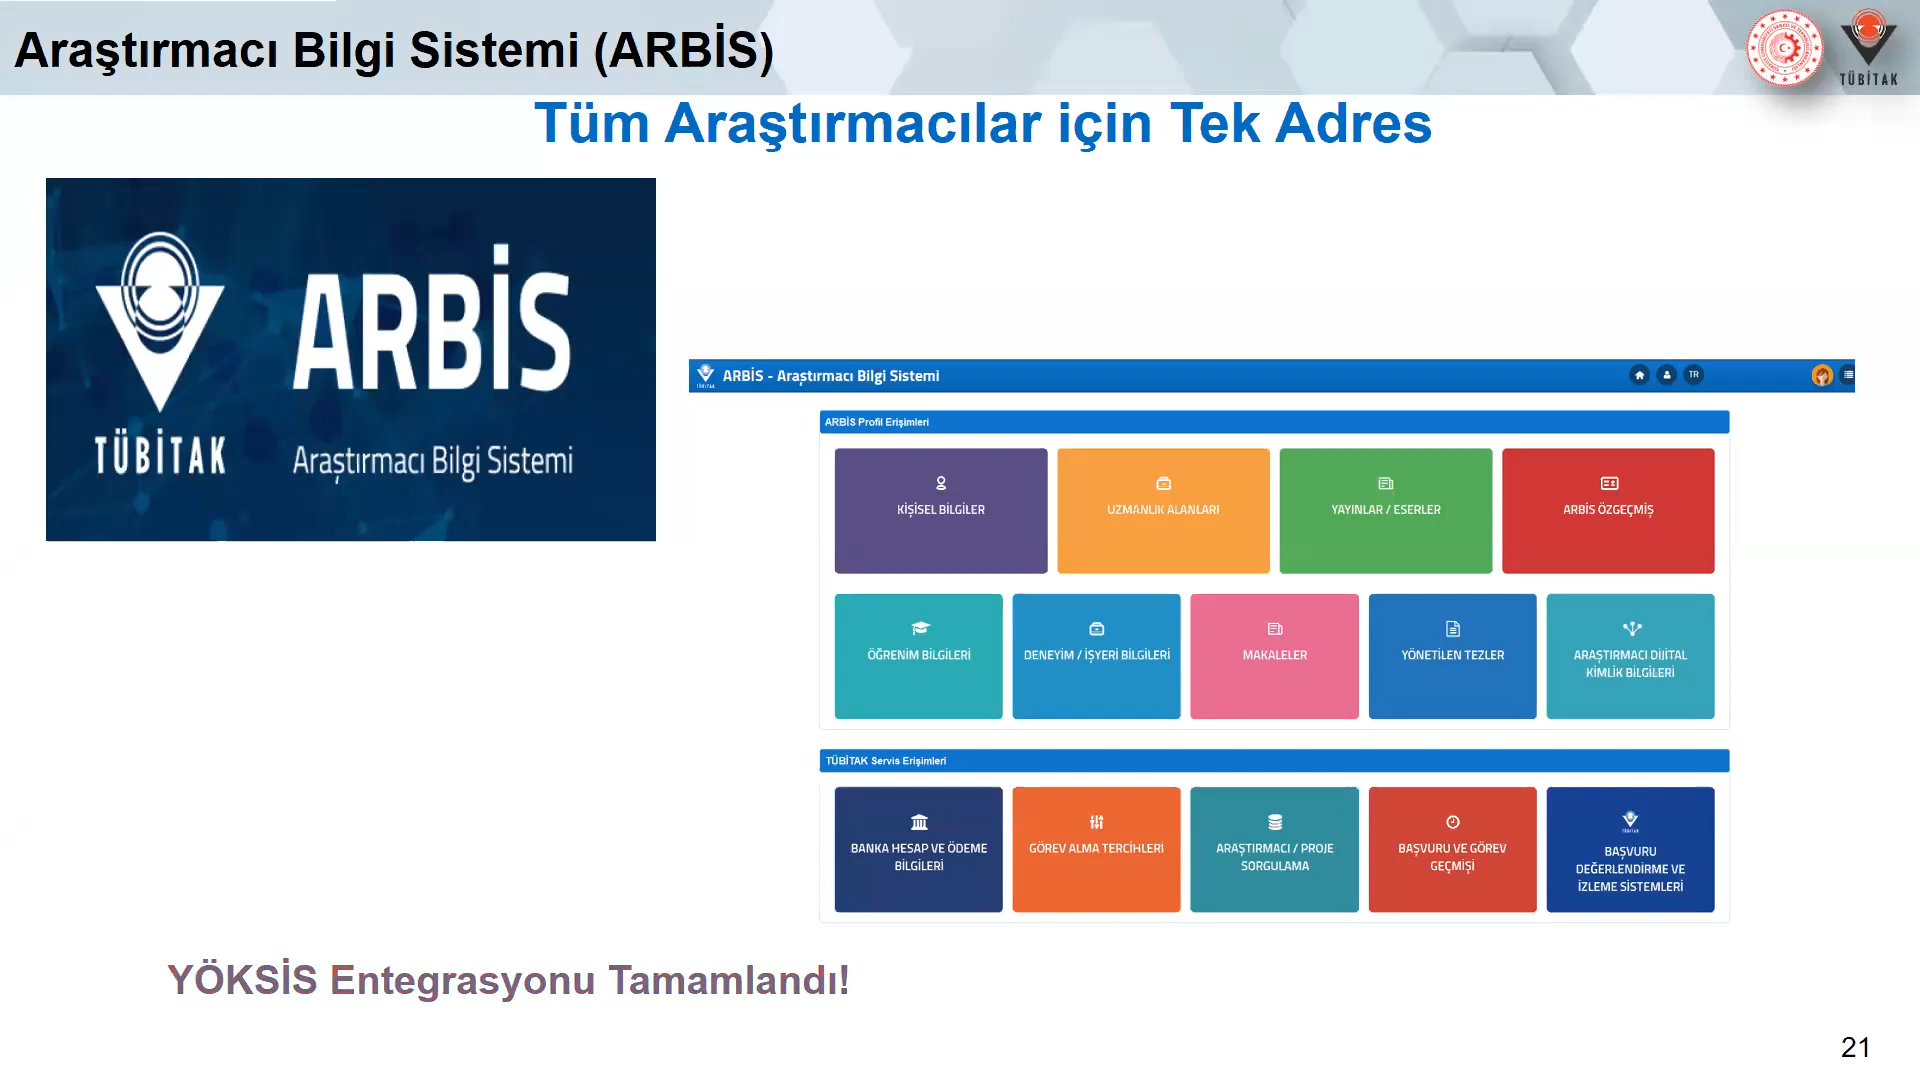 Araştırmacı Bilgi Sistemi (ARBİS)
TÜBİTAK
Tüm Araştırmacılar için Tek Adres
TÜBİTAK
ARBİS
Araştırmacı Bilgi Sistemi
ARBİS - Araştırmacı Bilgi Sistemi
TR
ARBİS Profil Erişimleri
KİŞİSEL BİLGİLER
UZMANLIK ALANLARI
YAYINLAR / ESERLER
ARBİS ÖZGEÇMİŞ
ÖĞRENİM BİLGİLERİ
DENEYİM / İŞYERİ BİLGİLERİ
MAKALELER
YÖNETİLEN TEZLER
ARAŞTIRMACI DİJİTAL
KİMLİK BİLGİLERİ
TÜBİTAK Servis Erişimleri
BANKA HESAP VE ÖDEME
BİLGİLERİ
GÖREV ALMA TERCİHLERİ
ARAŞTIRMACI / PROJE
SORGULAMA
BAŞVURU VE GÖREV
GEÇMİŞİ
BAŞVURU
DEĞERLENDİRME VE
İZLEME SİSTEMLERİ
YÖKSİS Entegrasyonu Tamamlandı!
21